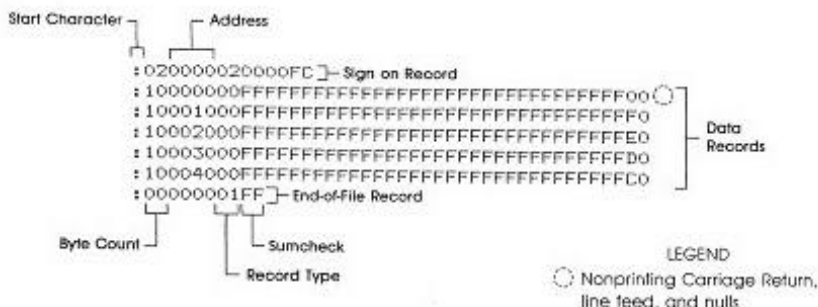 Start Character
Address
:020000020000FC Sign on Record
:10000000FFFFFFFFFFFFFFFFFFFFFFFFFFFFFFFF00
:10001000FFFFFFFFFFFFFFFFFFFFFFFFFFFFFFFFF0
:10002000FFFFFFFFFFFFFFFFFFFFFFFFFFFFFFFFE0
:10003000FFFFFFFFFFFFFFFFFFFFFFFFFFFFFFFFD0
:10004000FFFFFFFFFFFFFFFFFFFFFFFFFFFFFFFFC0
:00000001FF End-of-File Record
Data
Records
Byte Count
Sumcheck
Record Type
LEGEND
Nonprinting Carriage Return,
line feed, and nulls